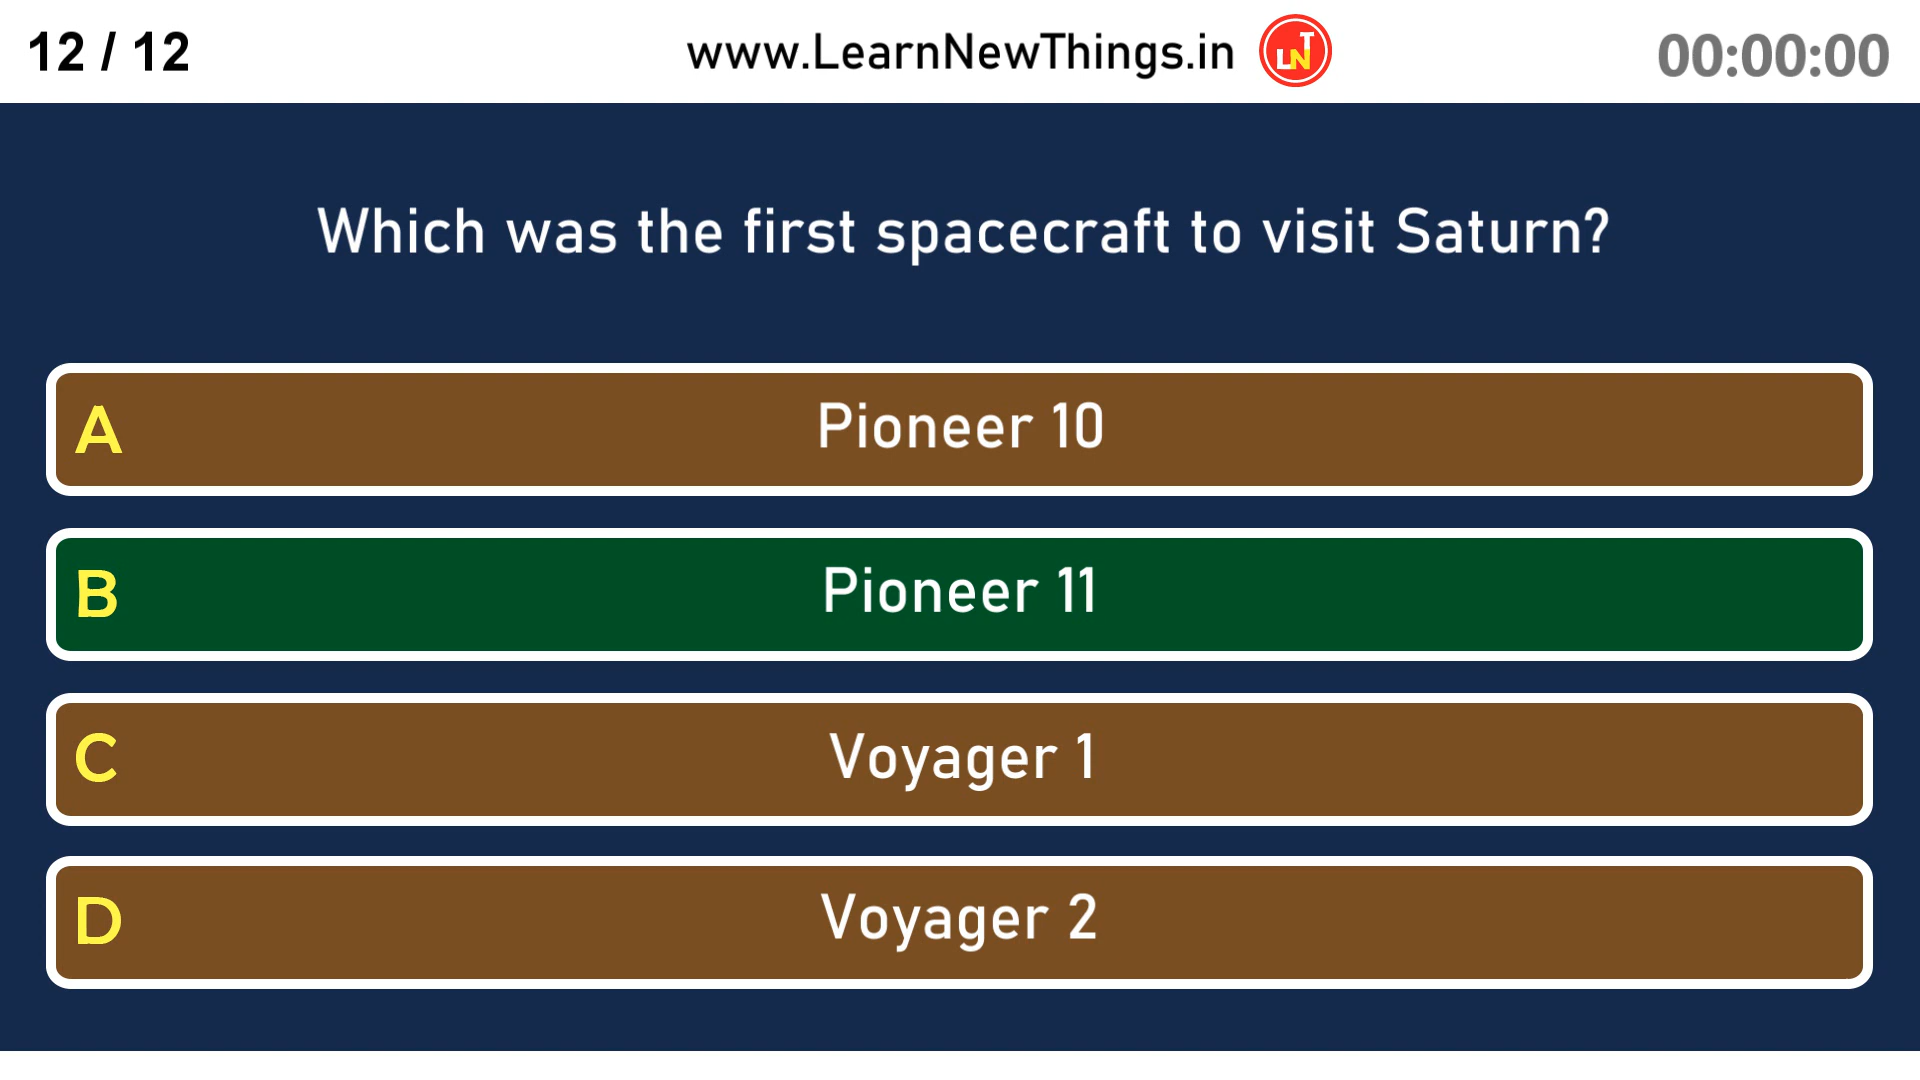 12 / 12
www.LearnNewThings.in
LNT
00:00:00
Which was the first spacecraft to visit Saturn?
A Pioneer 10
B Pioneer 11
C Voyager 1
D Voyager 2